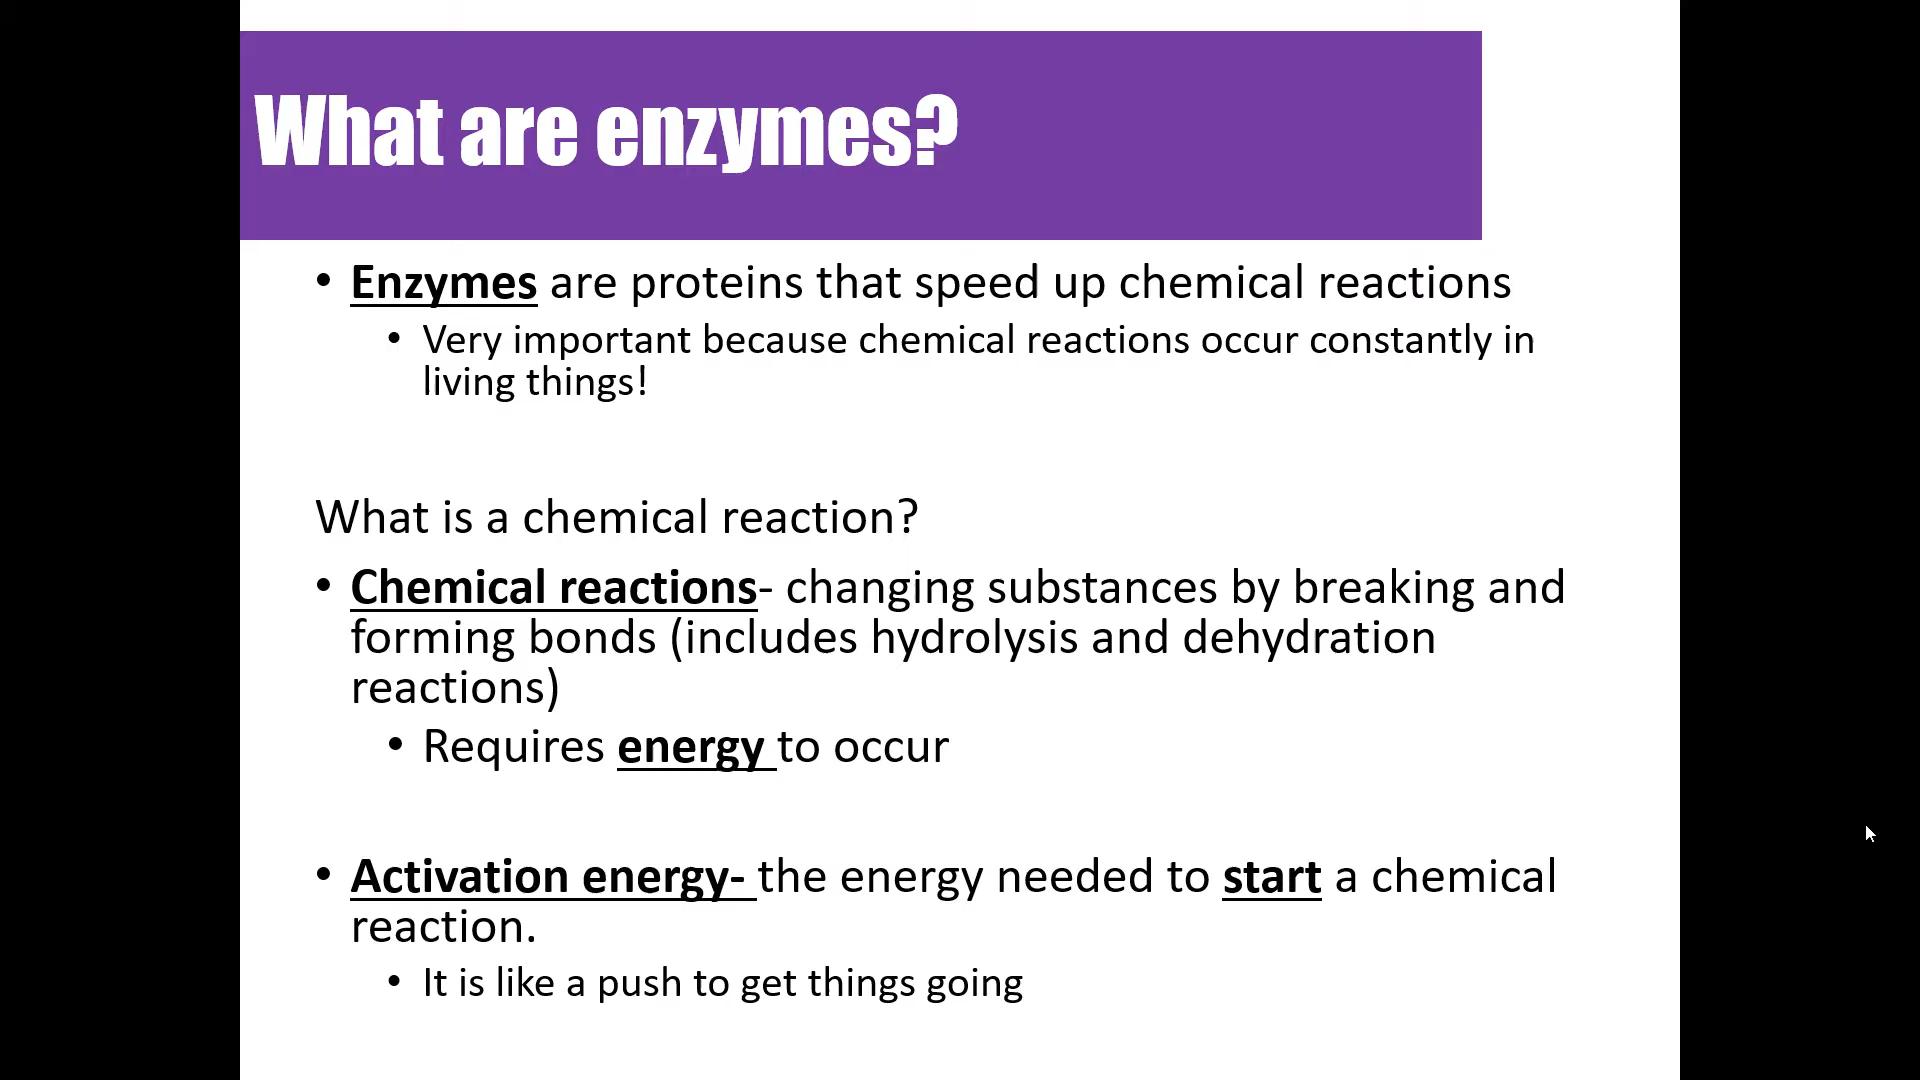 What are enzymes?
• Enzymes are proteins that speed up chemical reactions
• Very important because chemical reactions occur constantly in
living things!
What is a chemical reaction?
• Chemical reactions- changing substances by breaking and
forming bonds (includes hydrolysis and dehydration
reactions)
• Requires energy to occur
• Activation energy- the energy needed to start a chemical
reaction.
• It is like a push to get things going